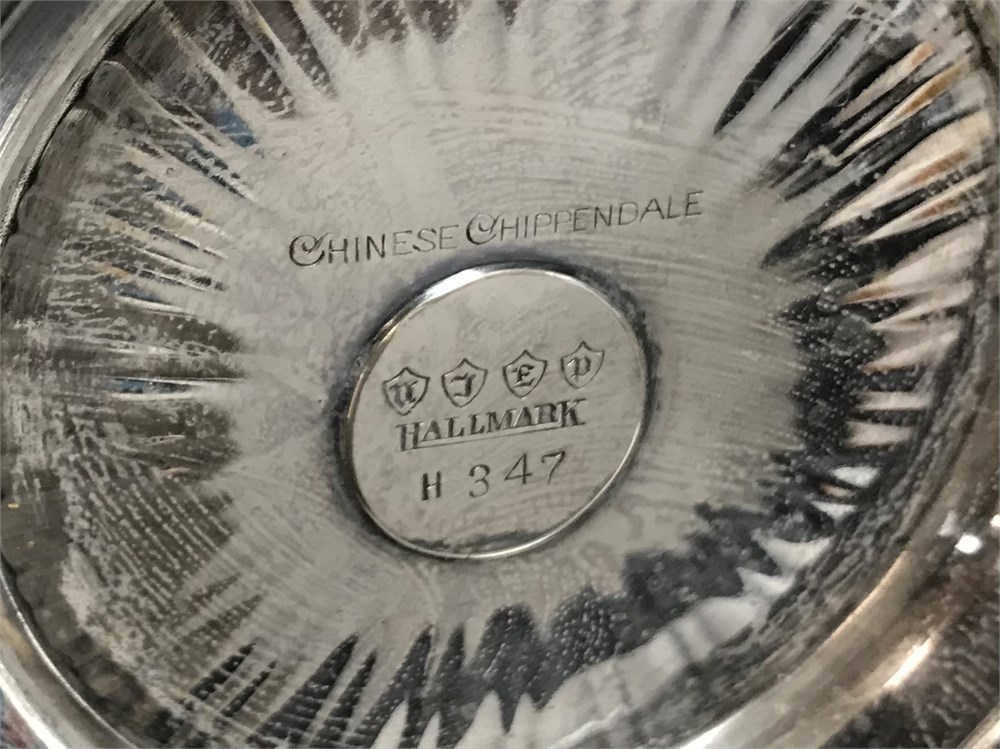 CHINESE CHIPPENDALE
U J E P
HALLMARK
H 347